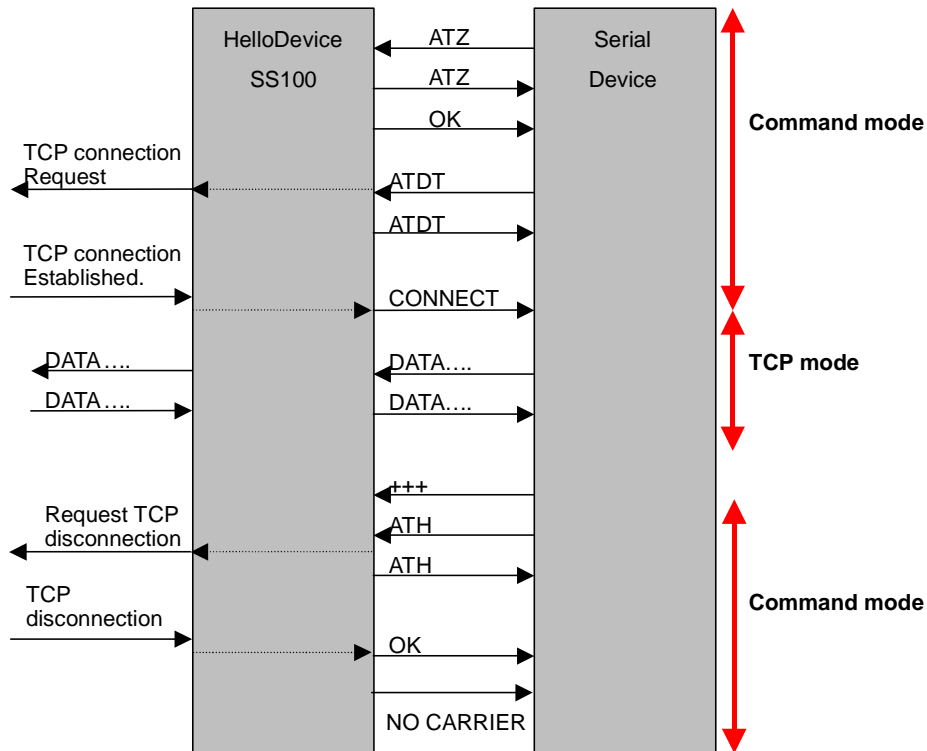 HelloDevice
SS100
Serial
Device
ATZ
ATZ
OK
Command mode
TCP connection
Request
ATDT
ATDT
TCP connection
Established.
CONNECT
DATA….
DATA….
TCP mode
DATA….
DATA….
+++
Request TCP
disconnection
ATH
ATH
TCP
disconnection
Command mode
OK
NO CARRIER